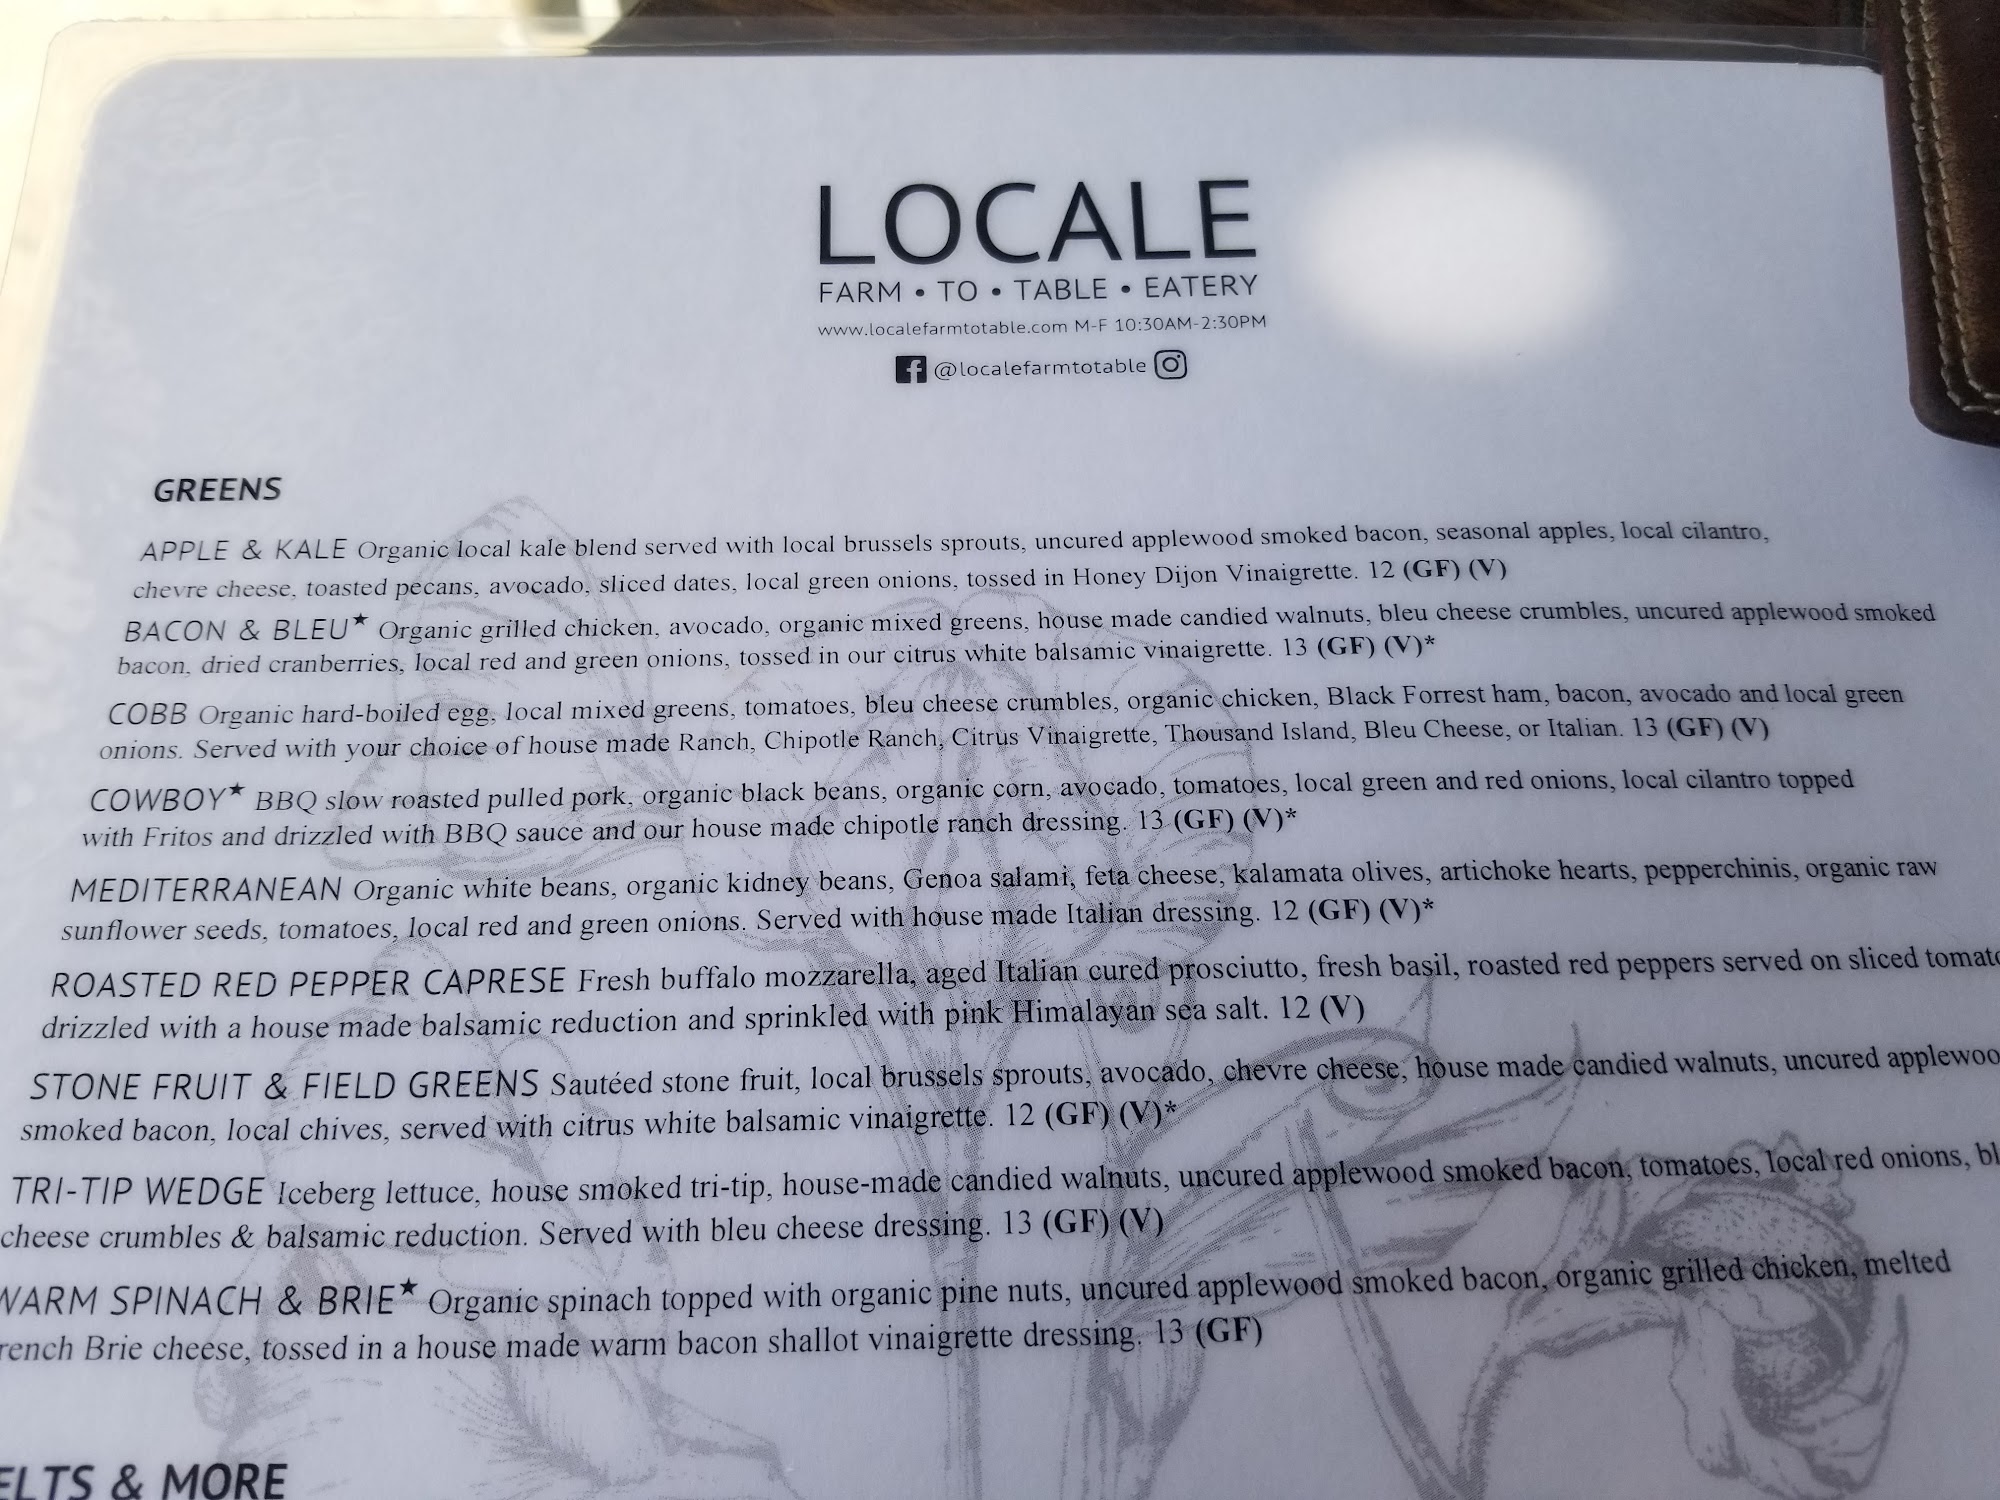 LOCALE
FARM • TO • TABLE • EATERY
www.localefarmtotable.com M-F 10:30AM-2:30PM
@localefarmtotable
GREENS
APPLE & KALE Organic local kale blend served with local brussels sprouts, uncured applewood smoked bacon, seasonal apples, local cilantro,
chevre cheese, toasted pecans, avocado, sliced dates, local green onions, tossed in Honey Dijon Vinaigrette. 12 (GF) (V)
BACON & BLEU★ Organic grilled chicken, avocado, organic mixed greens, house made candied walnuts, bleu cheese crumbles, uncured applewood smoked
bacon, dried cranberries, local red and green onions, tossed in our citrus white balsamic vinaigrette. 13 (GF) (V)*
COBB Organic hard-boiled egg, local mixed greens, tomatoes, bleu cheese crumbles, organic chicken, Black Forrest ham, bacon, avocado and local green
onions. Served with your choice of house made Ranch, Chipotle Ranch, Citrus Vinaigrette, Thousand Island, Bleu Cheese, or Italian. 13 (GF) (V)
COWBOY★ BBQ slow roasted pulled pork, organic black beans, organic corn, avocado, tomatoes, local green and red onions, local cilantro topped
with Fritos and drizzled with BBQ sauce and our house made chipotle ranch dressing. 13 (GF) (V)*
MEDITERRANEAN Organic white beans, organic kidney beans, Genoa salami, feta cheese, kalamata olives, artichoke hearts, pepperchinis, organic raw
sunflower seeds, tomatoes, local red and green onions. Served with house made Italian dressing. 12 (GF) (V)*
ROASTED RED PEPPER CAPRESE Fresh buffalo mozzarella, aged Italian cured prosciutto, fresh basil, roasted red peppers served on sliced tomato
drizzled with a house made balsamic reduction and sprinkled with pink Himalayan sea salt. 12 (V)
STONE FRUIT & FIELD GREENS Sautéed stone fruit, local brussels sprouts, avocado, chevre cheese, house made candied walnuts, uncured applewoo
smoked bacon, local chives, served with citrus white balsamic vinaigrette. 12 (GF) (V)*
TRI-TIP WEDGE Iceberg lettuce, house smoked tri-tip, house-made candied walnuts, uncured applewood smoked bacon, tomatoes, local red onions, bl
cheese crumbles & balsamic reduction. Served with bleu cheese dressing. 13 (GF) (V)
WARM SPINACH & BRIE★ Organic spinach topped with organic pine nuts, uncured applewood smoked bacon, organic grilled chicken, melted
rench Brie cheese, tossed in a house made warm bacon shallot vinaigrette dressing. 13 (GF)
ELTS & MORE